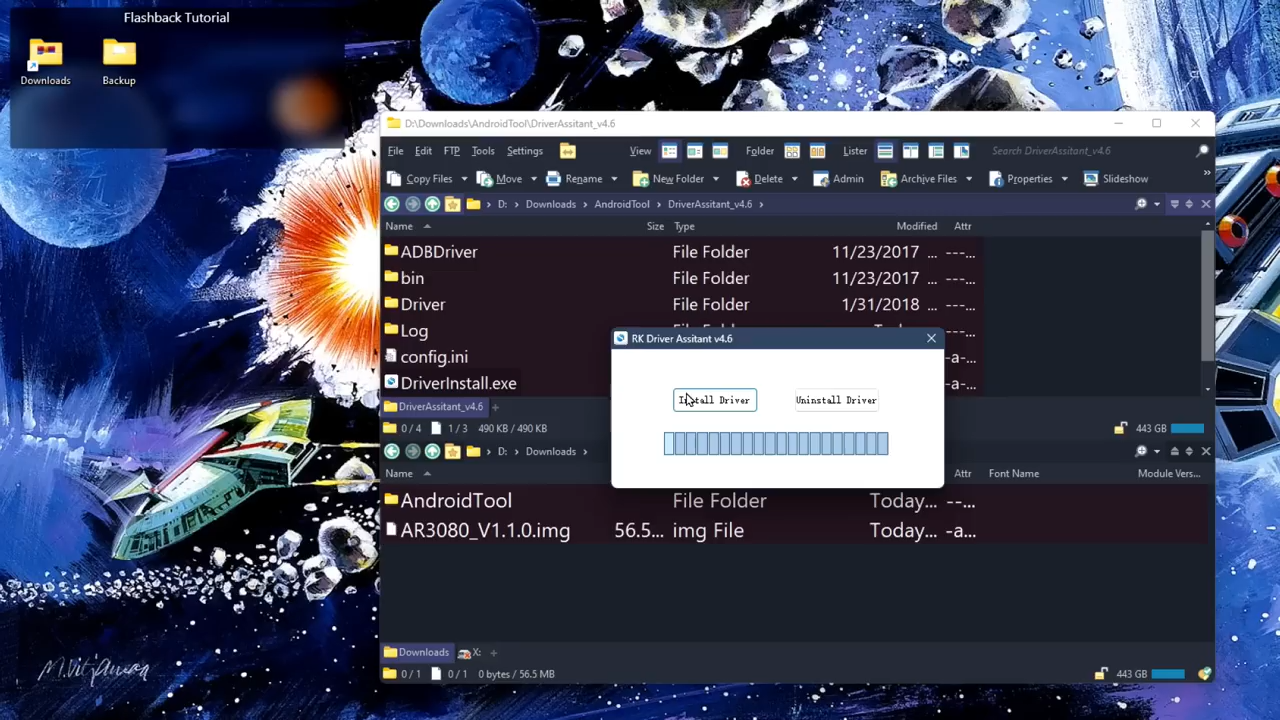 Flashback Tutorial
Downloads
Backup
D:\Downloads\AndroidTool\DriverAssitant_v4.6
File Edit FTP Tools Settings View Folder Lister Search DriverAssitant_v4.6
Copy Files Move Rename New Folder Delete Admin Archive Files Properties Slideshow
D: Downloads AndroidTool DriverAssitant_v4.6
Name Size Type Modified Attr
ADBDriver File Folder 11/23/2017 ... ---...
bin File Folder 11/23/2017 ... ---...
Driver File Folder 1/31/2018 ... ---...
Log ---...
config.ini -a-...
DriverInstall.exe -a-...
RK Driver Assitant v4.6
Install Driver Uninstall Driver
DriverAssitant_v4.6
0 / 4 1 / 3 490 KB / 490 KB 443 GB
D: Downloads
Name Attr Font Name Module Vers...
AndroidTool File Folder Today... --...
AR3080_V1.1.0.img 56.5... img File Today... -a...
Downloads X:
0 / 1 0 / 1 0 bytes / 56.5 MB 443 GB